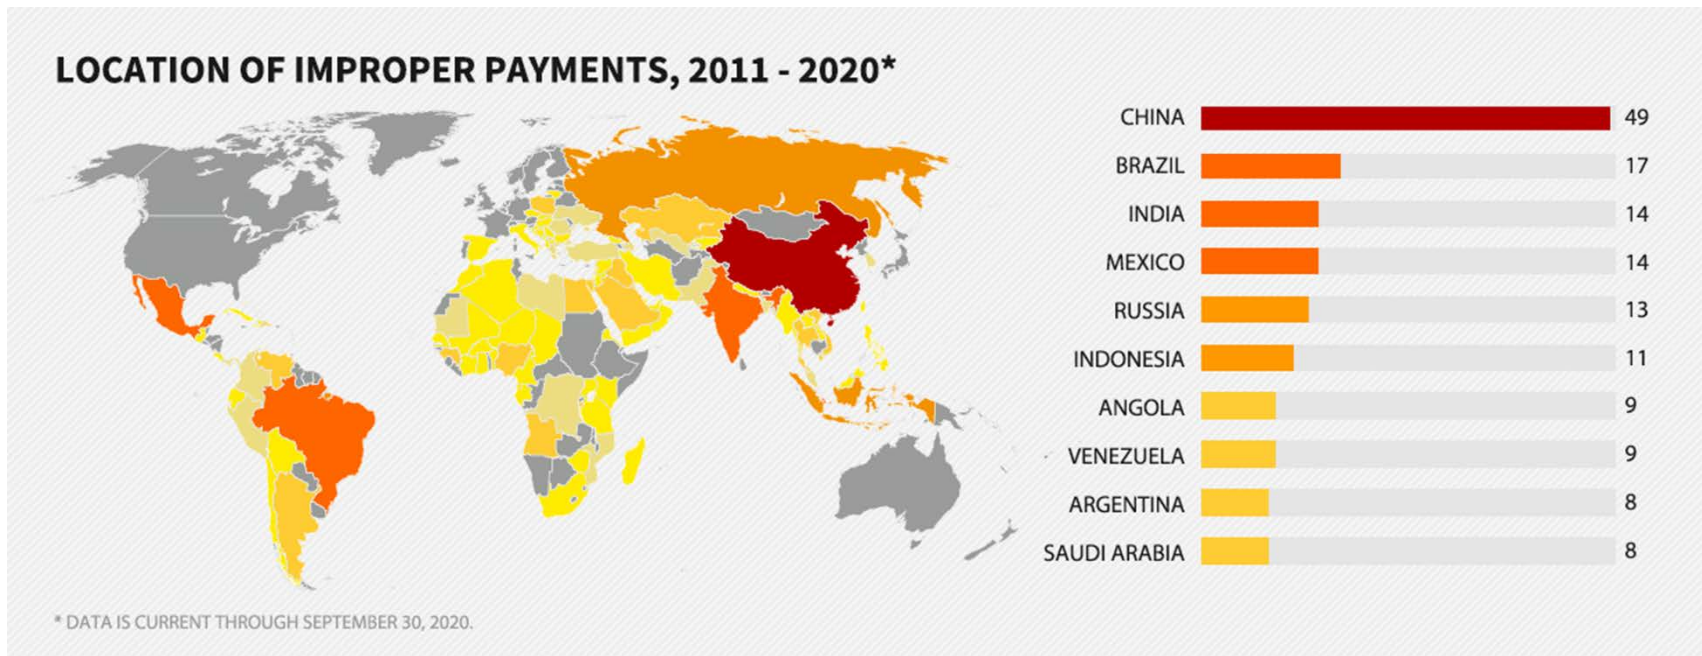 LOCATION OF IMPROPER PAYMENTS, 2011 - 2020*
CHINA 49
BRAZIL 17
INDIA 14
MEXICO 14
RUSSIA 13
INDONESIA 11
ANGOLA 9
VENEZUELA 9
ARGENTINA 8
SAUDI ARABIA 8
* DATA IS CURRENT THROUGH SEPTEMBER 30, 2020.